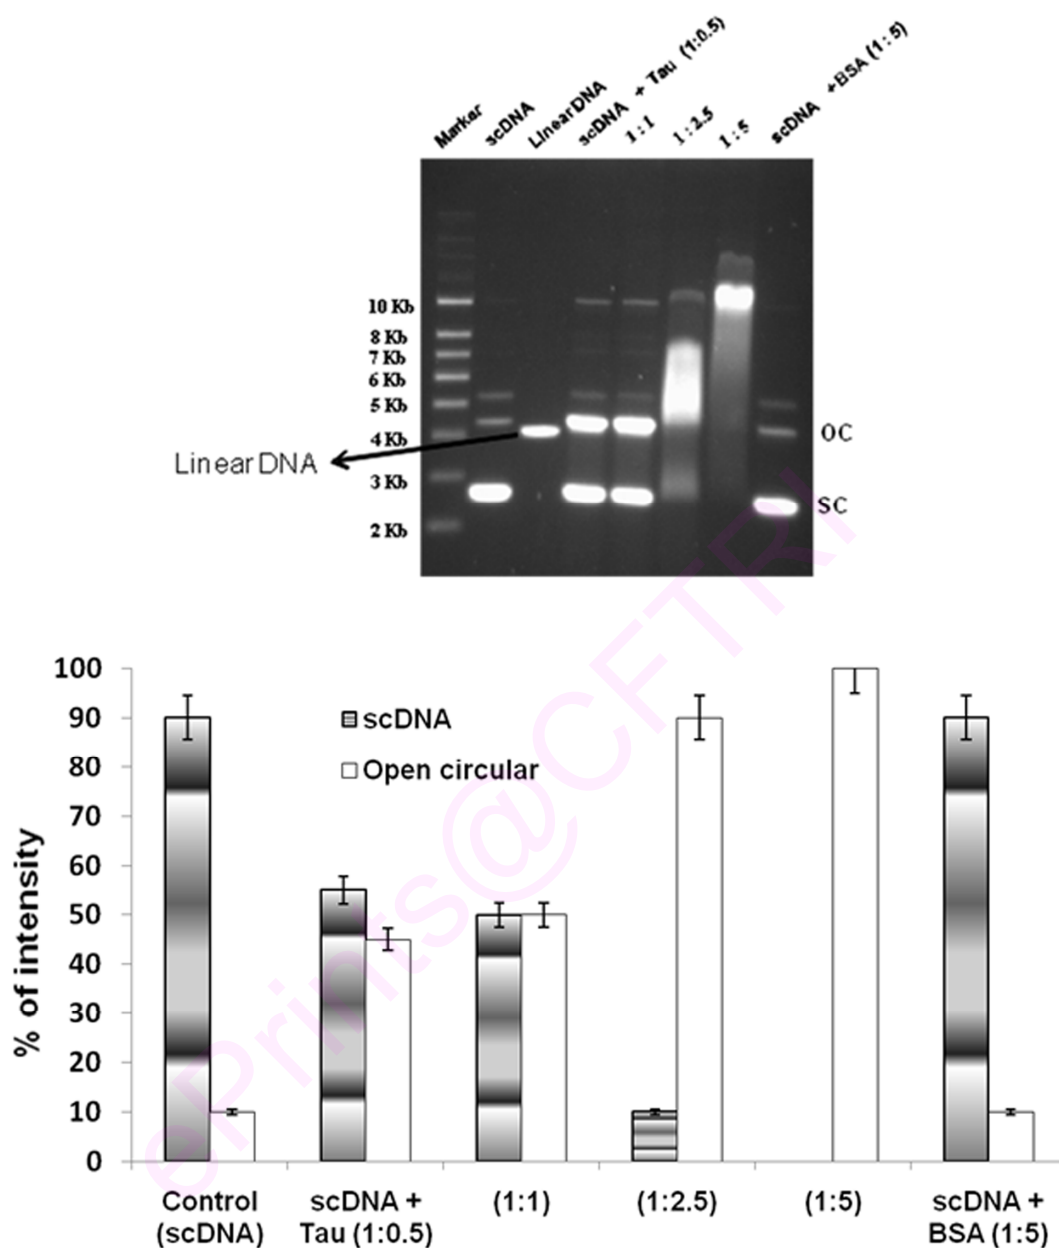 Marker
scDNA
Linear DNA
scDNA + Tau (1:0.5)
1:1
1:2.5
1:5
scDNA +BSA (1:5)
10 Kb
8 Kb
7 Kb
6 Kb
5 Kb
4 Kb
3 Kb
2 Kb
OC
SC
Linear DNA
100
90
80
70
60
50
40
30
20
10
0
% of intensity
scDNA
Open circular
Control
(scDNA)
scDNA +
Tau (1:0.5)
(1:1)
(1:2.5)
(1:5)
scDNA +
BSA (1:5)
ePrints@CFTRI